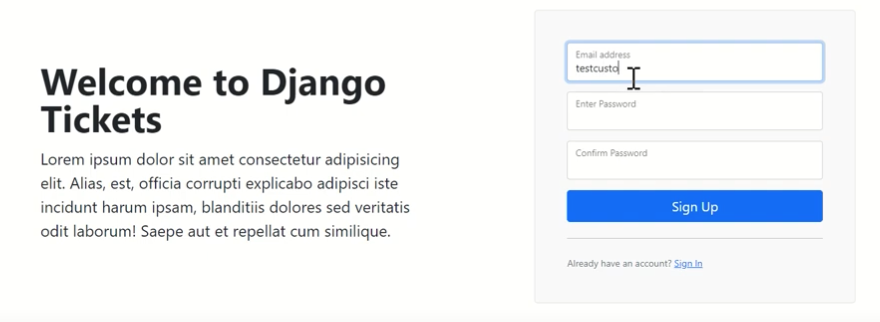 Welcome to Django
Tickets
Lorem ipsum dolor sit amet consectetur adipisicing
elit. Alias, est, officia corrupti explicabo adipisci iste
incidunt harum ipsam, blanditiis dolores sed veritatis
odit laborum! Saepe aut et repellat cum similique.
Email address
testcusto
Enter Password
Confirm Password
Sign Up
Already have an account? Sign In